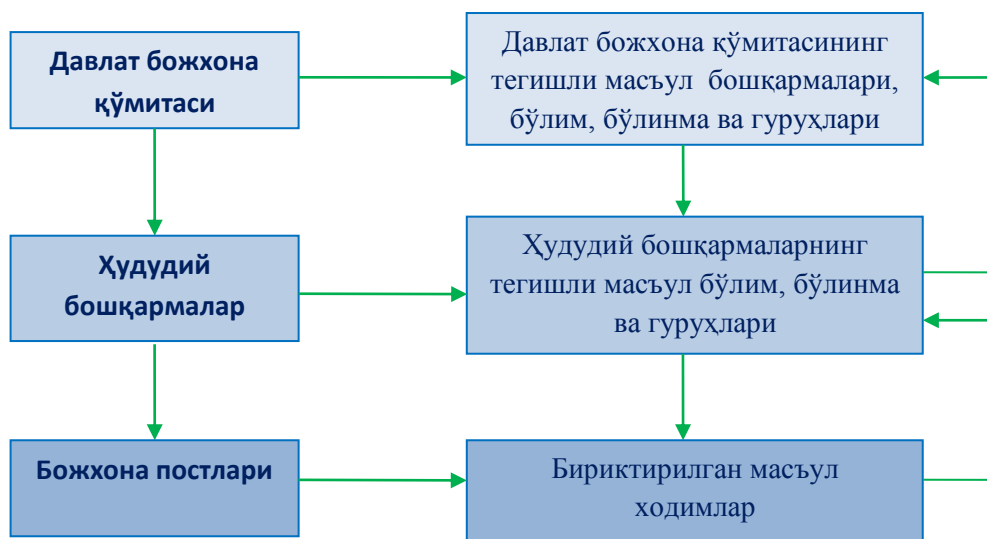 Давлат божхона
қўмитаси
Давлат божхона қўмитасининг
тегишли масъул бошқармалари,
бўлим, бўлинма ва гуруҳлари
Ҳудудий
бошқармалар
Ҳудудий бошқармаларнинг
тегишли масъул бўлим, бўлинма
ва гуруҳлари
Божхона постлари
Бириктирилган масъул
ходимлар